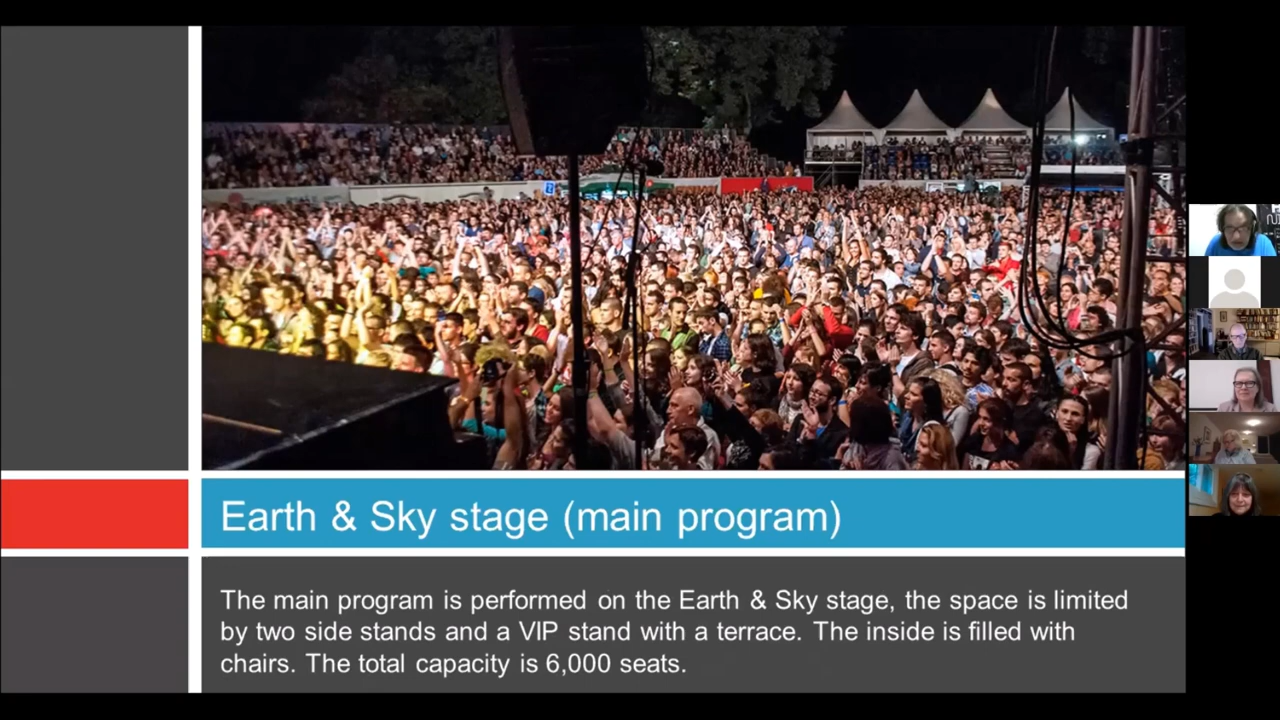 Earth & Sky stage (main program)
The main program is performed on the Earth & Sky stage, the space is limited
by two side stands and a VIP stand with a terrace. The inside is filled with
chairs. The total capacity is 6,000 seats.